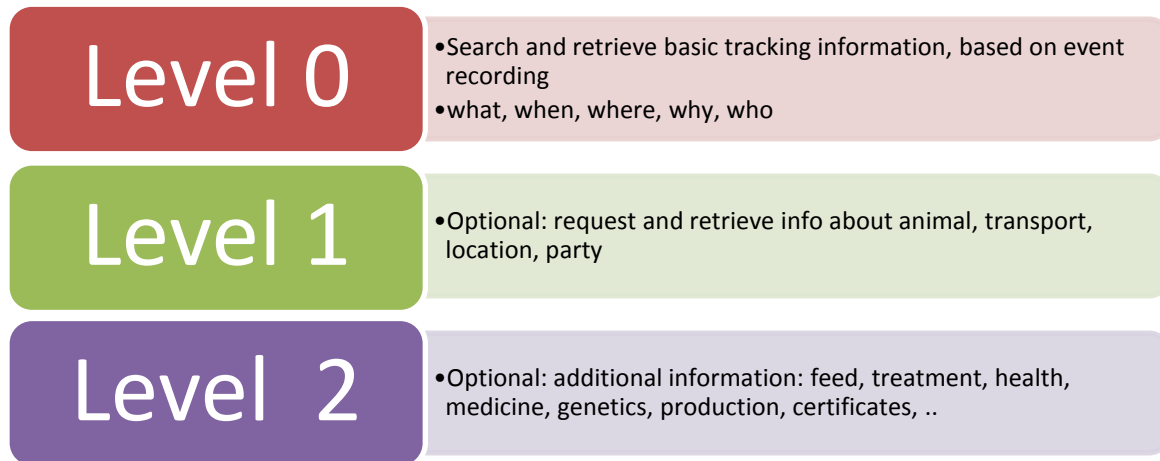 Level 0
•Search and retrieve basic tracking information, based on event
recording
•what, when, where, why, who
Level 1
•Optional: request and retrieve info about animal, transport,
location, party
Level 2
•Optional: additional information: feed, treatment, health,
medicine, genetics, production, certificates, ..